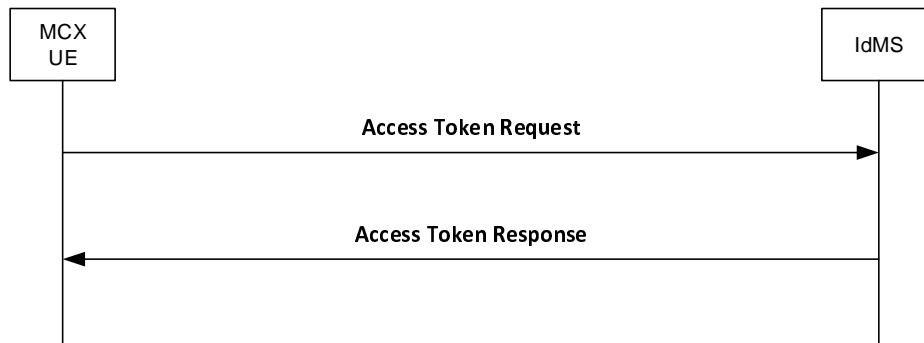 MCX
UE
IdMS
Access Token Request
Access Token Response